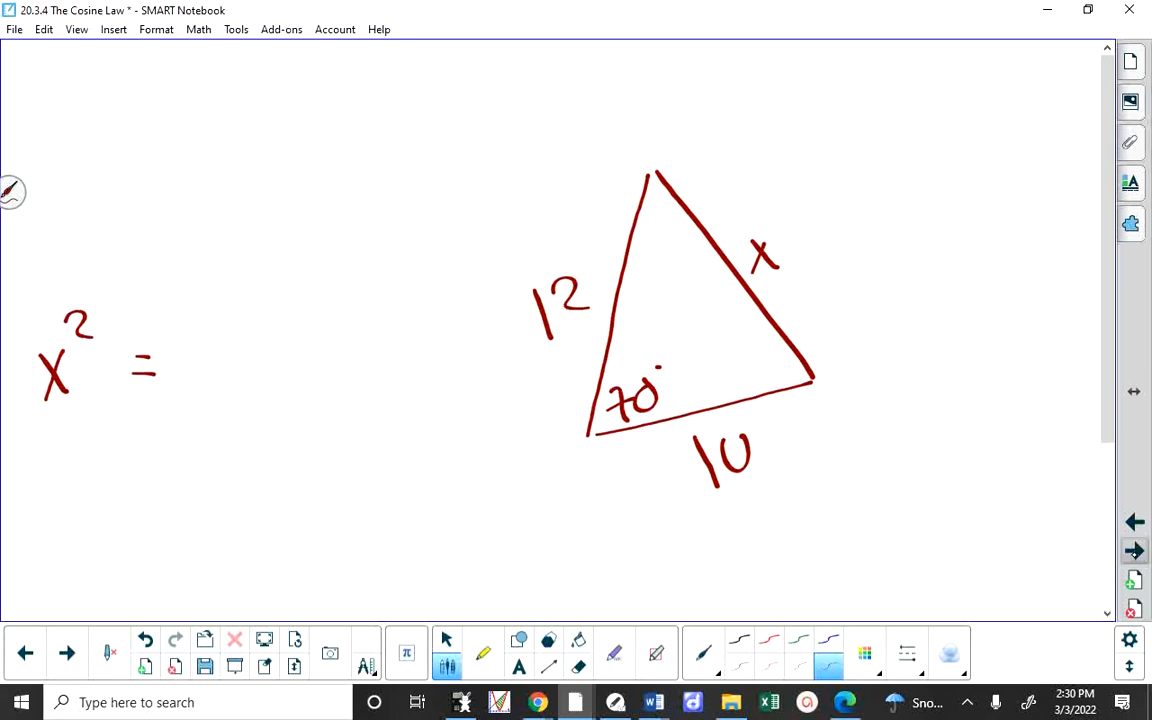 20.3.4 The Cosine Law * - SMART Notebook
File Edit View Insert Format Math Tools Add-ons Account Help
x
12
x² =
70°
10
π
A
Type here to search
Sno...
2:30 PM
3/3/2022